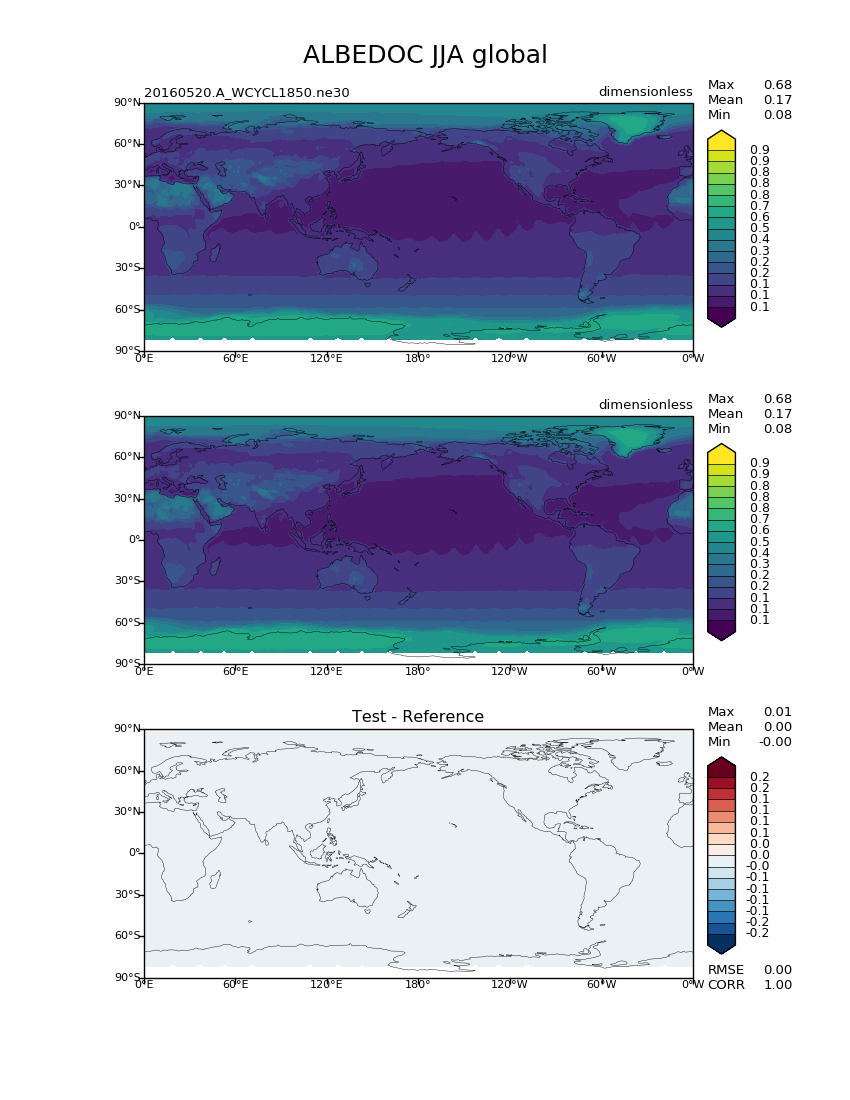 ALBEDOC JJA global
20160520.A_WCYCL1850.ne30 dimensionless
Max 0.68
Mean 0.17
Min 0.08
90°N
60°N
30°N
0°
30°S
60°S
90°S
0°E 60°E 120°E 180° 120°W 60°W 0°W
0.9
0.9
0.8
0.8
0.8
0.7
0.6
0.5
0.4
0.3
0.2
0.2
0.1
0.1
0.1
dimensionless
Max 0.68
Mean 0.17
Min 0.08
90°N
60°N
30°N
0°
30°S
60°S
90°S
0°E 60°E 120°E 180° 120°W 60°W 0°W
0.9
0.9
0.8
0.8
0.8
0.7
0.6
0.5
0.4
0.3
0.2
0.2
0.1
0.1
0.1
Test - Reference
Max 0.01
Mean 0.00
Min -0.00
90°N
60°N
30°N
0°
30°S
60°S
90°S
0°E 60°E 120°E 180° 120°W 60°W 0°W
0.2
0.2
0.1
0.1
0.1
0.1
0.0
0.0
-0.0
-0.1
-0.1
-0.1
-0.1
-0.2
-0.2
RMSE 0.00
CORR 1.00